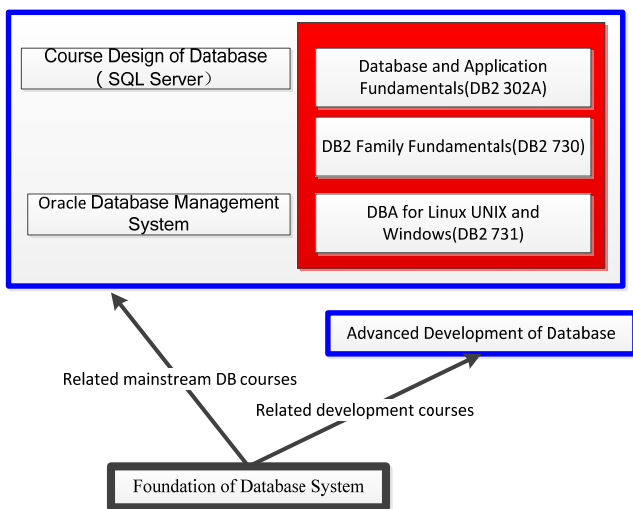 Course Design of Database
( SQL Server）
Oracle Database Management
System
Database and Application
Fundamentals(DB2 302A)
DB2 Family Fundamentals(DB2 730)
DBA for Linux UNIX and
Windows(DB2 731)
Advanced Development of Database
Related mainstream DB courses
Related development courses
Foundation of Database System